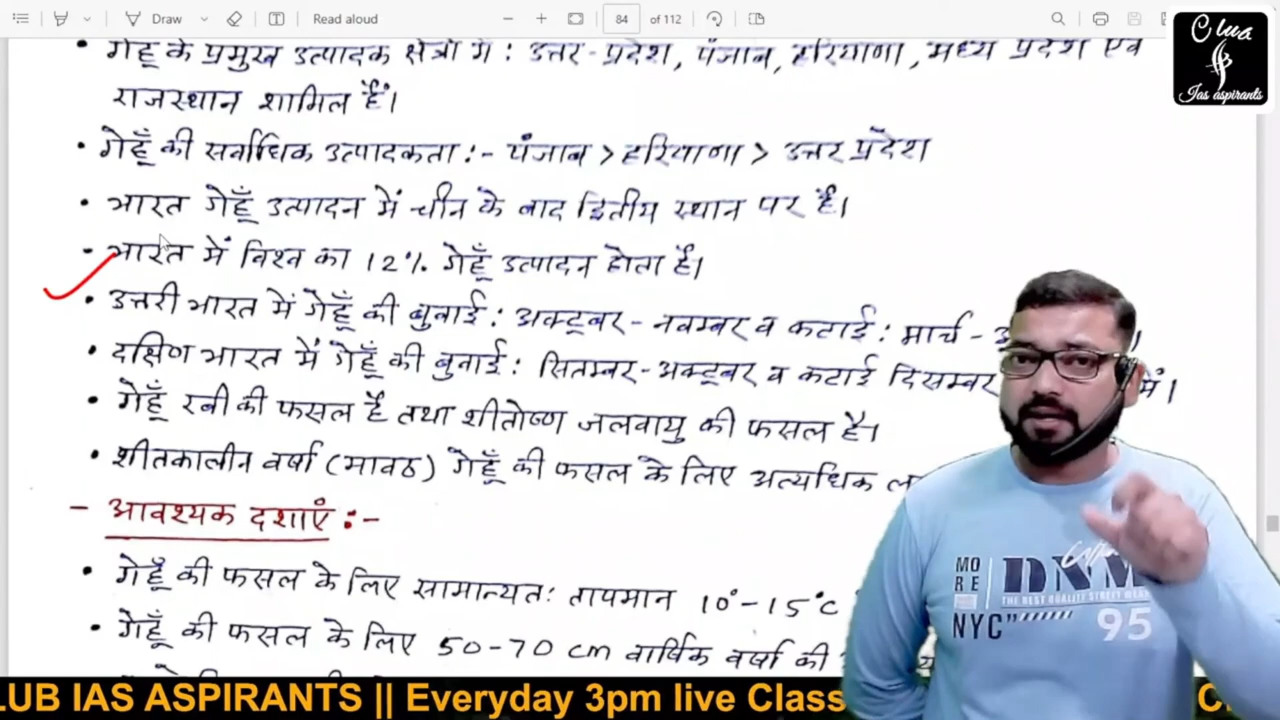 Draw
Read aloud
84 of 112
Clua
Ias aspirants
• गेहूँ के प्रमुख उत्पादक क्षेत्रों में : उत्तर-प्रदेश, पंजाब, हरियाणा, मध्य प्रदेश एवं
राजस्थान शामिल हैं।
• गेहूँ की सर्वाधिक उत्पादकता :- पंजाब > हरियाणा > उत्तर प्रदेश
• भारत गेहूँ उत्पादन में चीन के बाद द्वितीय स्थान पर है।
- भारत में विश्व का 12% गेहूँ उत्पादन होता है।
• उत्तरी भारत में गेहूँ की बुवाई : अक्टूबर - नवम्बर व कटाई : मार्च -
• दक्षिण भारत में गेहूँ की बुवाई : सितम्बर - अक्टूबर व कटाई दिसम्बर में।
• गेहूँ रबी की फसल है तथा शीतोष्ण जलवायु की फसल है।
• शीतकालीन वर्षा (मावठ) गेहूँ की फसल के लिए अत्यधिक
- आवश्यक दशाएं :-
• गेहूँ की फसल के लिए सामान्यतः तापमान 10° - 15°C
• गेहूँ की फसल के लिए 50-70 cm वार्षिक वर्षा की
MORE DNM
THE BEST QUALITY STREET WEAR
NYC 95
CLUB IAS ASPIRANTS || Everyday 3pm live Class